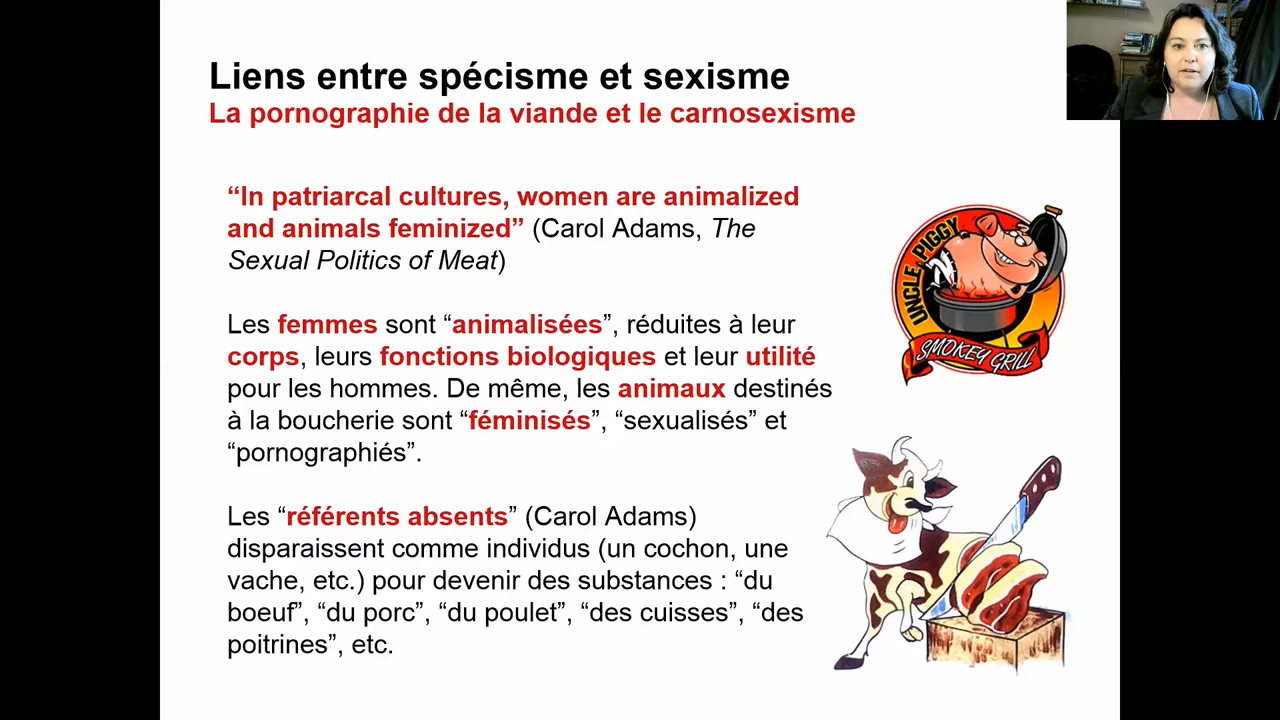 Liens entre spécisme et sexisme
La pornographie de la viande et le carnosexisme
“In patriarcal cultures, women are animalized
and animals feminized” (Carol Adams, The
Sexual Politics of Meat)
Les femmes sont “animalisées”, réduites à leur
corps, leurs fonctions biologiques et leur utilité
pour les hommes. De même, les animaux destinés
à la boucherie sont “féminisés”, “sexualisés” et
“pornographiés”.
Les “référents absents” (Carol Adams)
disparaissent comme individus (un cochon, une
vache, etc.) pour devenir des substances : “du
boeuf”, “du porc”, “du poulet”, “des cuisses”, “des
poitrines”, etc.
UNCLE PIGGY
SMOKEY GRILL